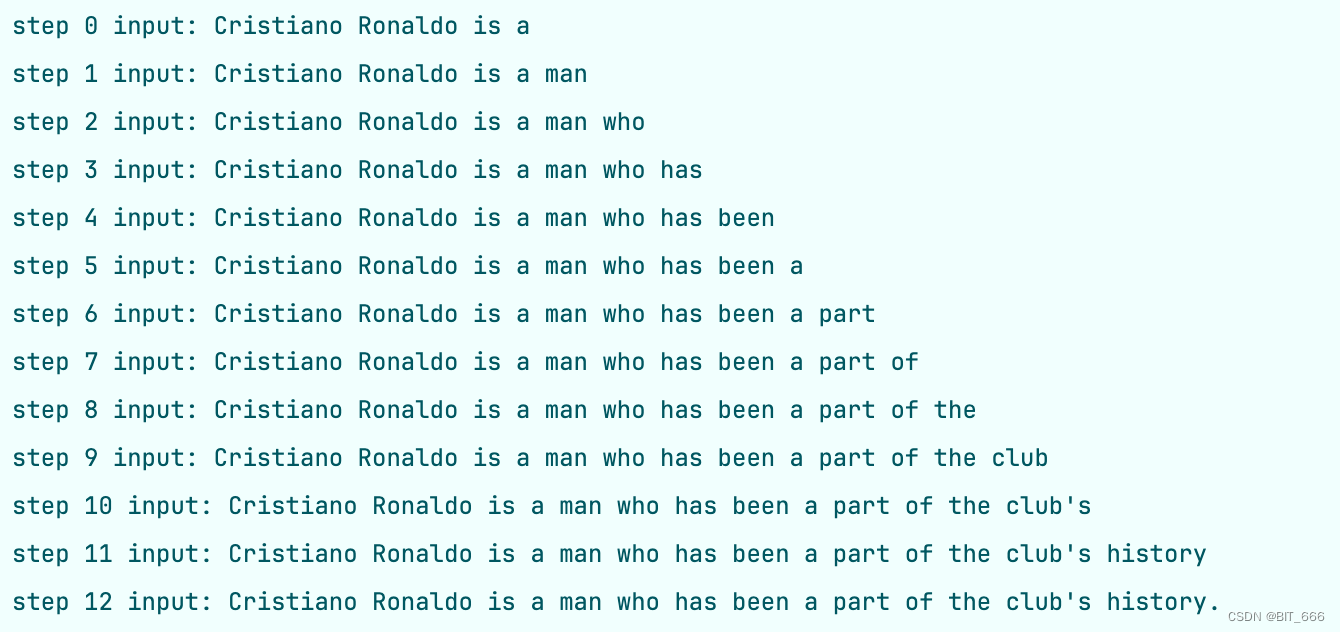 step 0 input: Cristiano Ronaldo is a
step 1 input: Cristiano Ronaldo is a man
step 2 input: Cristiano Ronaldo is a man who
step 3 input: Cristiano Ronaldo is a man who has
step 4 input: Cristiano Ronaldo is a man who has been
step 5 input: Cristiano Ronaldo is a man who has been a
step 6 input: Cristiano Ronaldo is a man who has been a part
step 7 input: Cristiano Ronaldo is a man who has been a part of
step 8 input: Cristiano Ronaldo is a man who has been a part of the
step 9 input: Cristiano Ronaldo is a man who has been a part of the club
step 10 input: Cristiano Ronaldo is a man who has been a part of the club's
step 11 input: Cristiano Ronaldo is a man who has been a part of the club's history
step 12 input: Cristiano Ronaldo is a man who has been a part of the club's history.
CSDN @BIT_666